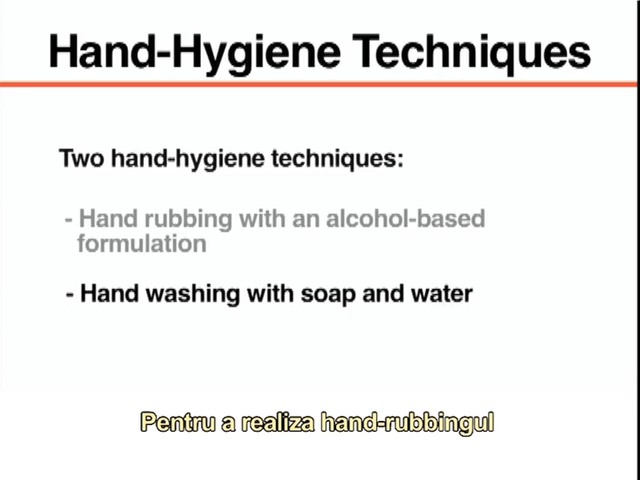 Hand-Hygiene Techniques
Two hand-hygiene techniques:
- Hand rubbing with an alcohol-based
formulation
- Hand washing with soap and water
Pentru a realiza hand-rubbingul